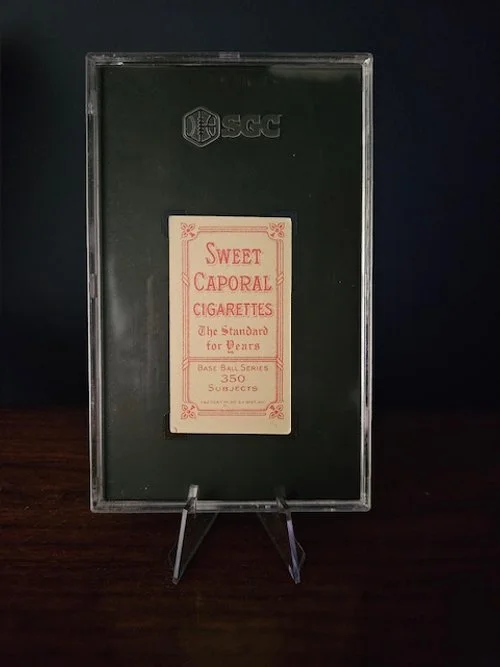 SGC
SWEET
CAPORAL
CIGARETTES
The Standard
for Years
BASE BALL SERIES
350
SUBJECTS